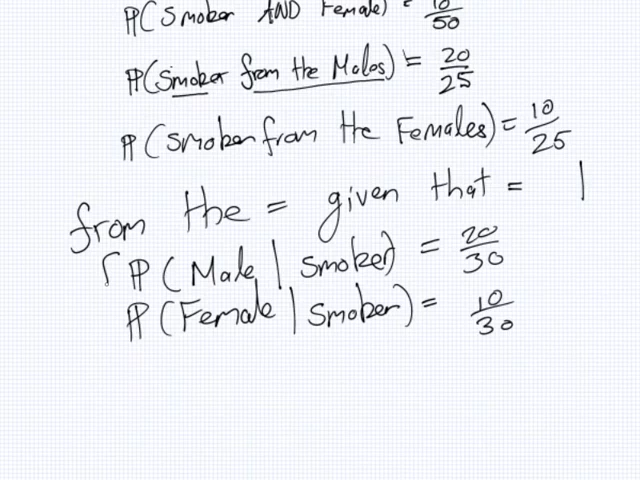 ℙ(Smoker AND Female) = 10/50
ℙ(Smoker from the Males) = 20/25
ℙ(smoker from the Females) = 10/25
from the = given that = |
ℙ(Male | smoker) = 20/30
ℙ(Female | smoker) = 10/30